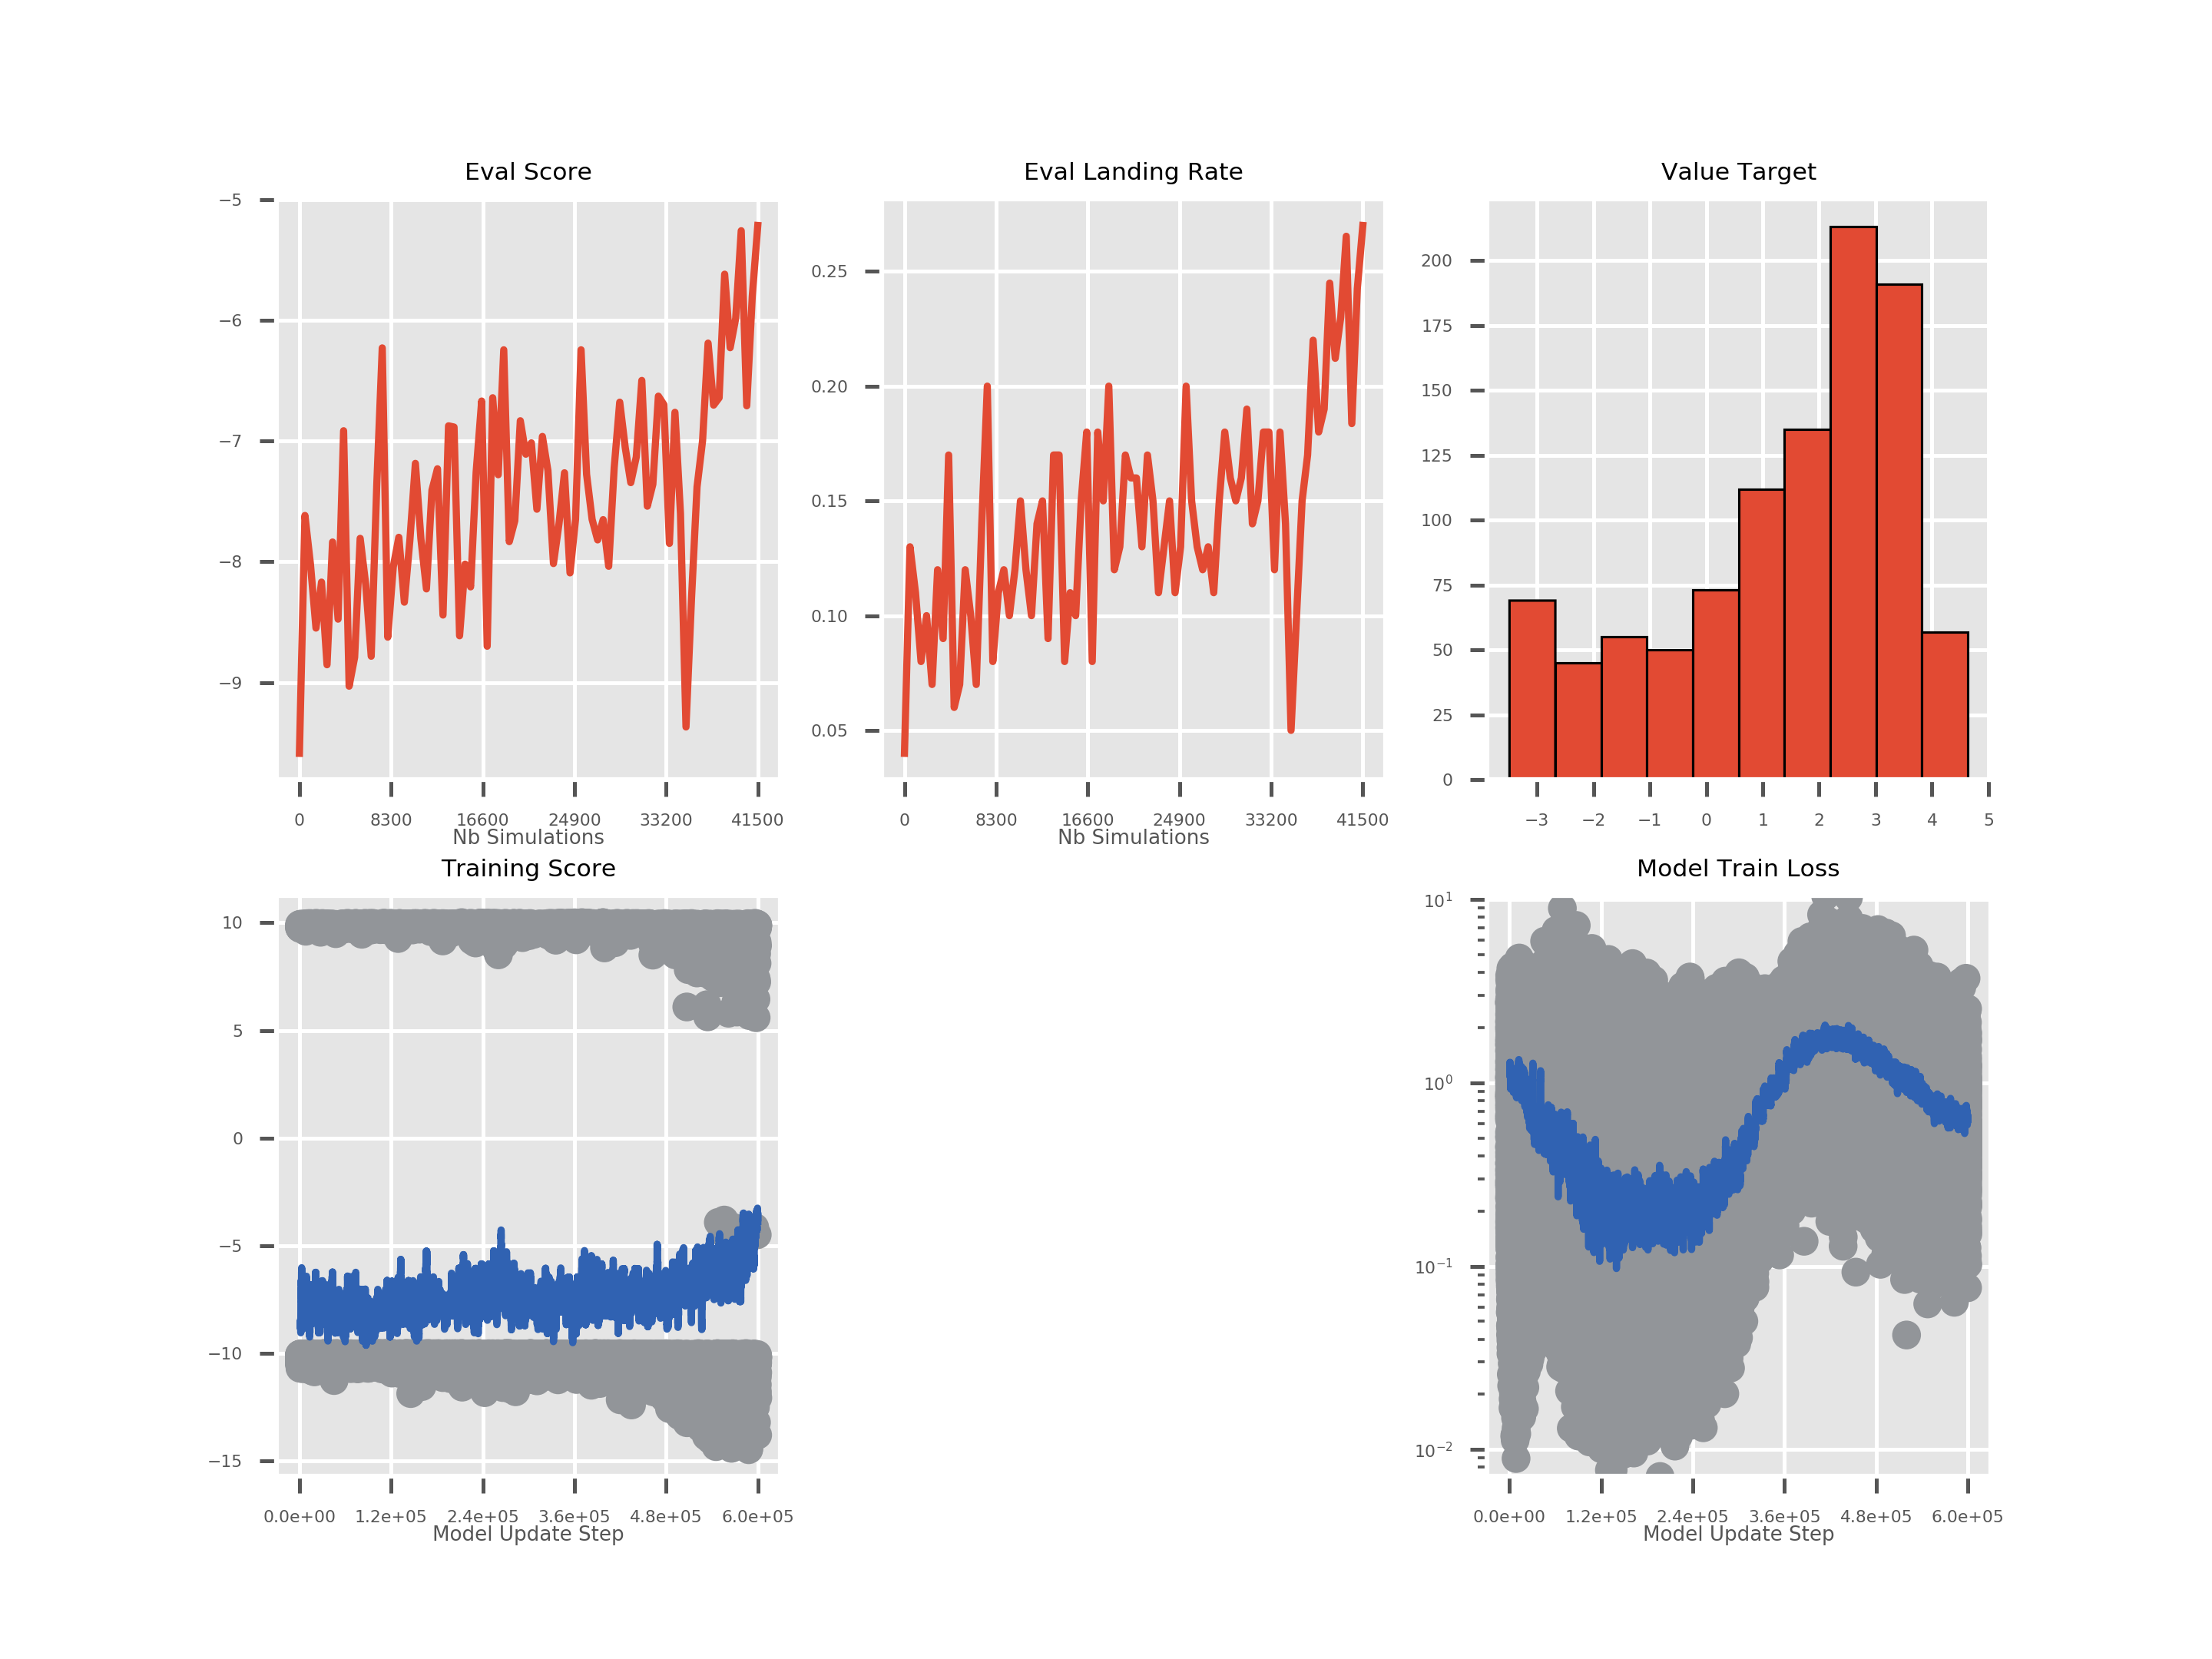 Eval Score
−5
−6
−7
−8
−9
0 8300 16600 24900 33200 41500
Nb Simulations
Eval Landing Rate
0.25
0.20
0.15
0.10
0.05
0 8300 16600 24900 33200 41500
Nb Simulations
Value Target
200
175
150
125
100
75
50
25
0
−3 −2 −1 0 1 2 3 4 5
Training Score
10
5
0
−5
−10
−15
0.0e+00 1.2e+05 2.4e+05 3.6e+05 4.8e+05 6.0e+05
Model Update Step
Model Train Loss
10¹
10⁰
10⁻¹
10⁻²
0.0e+00 1.2e+05 2.4e+05 3.6e+05 4.8e+05 6.0e+05
Model Update Step